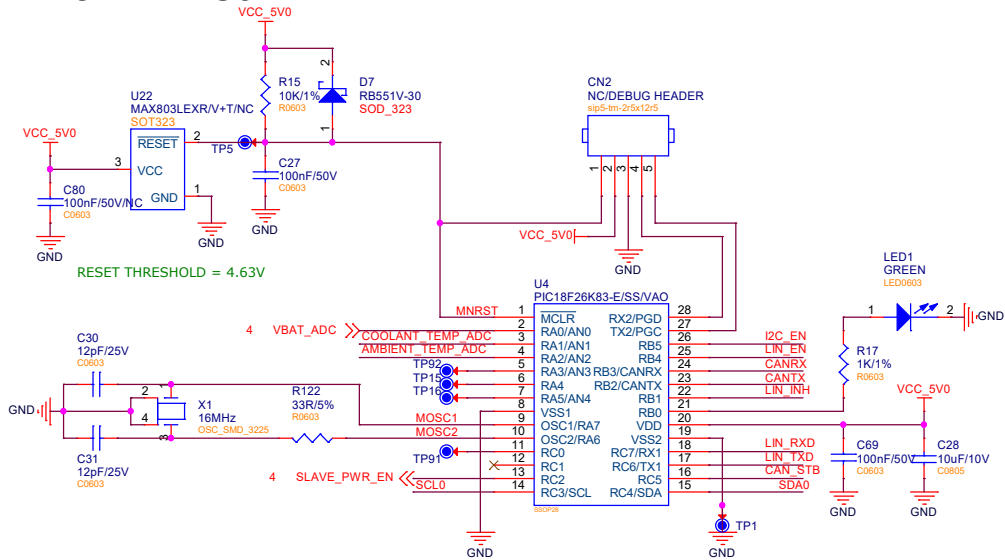 VCC_5V0
R15
10K/1%
R0603
2
D7
RB551V-30
SOD_323
1
U22
MAX803LEXR/V+T/NC
SOT323
RESET
2
TP5
VCC_5V0
3
VCC
GND
1
C80
100nF/50V/NC
C0603
GND
GND
C27
100nF/50V
C0603
GND
RESET THRESHOLD = 4.63V
CN2
NC/DEBUG HEADER
sip5-tm-2r5x12r5
1
2
3
4
5
VCC_5V0
GND
LED1
GREEN
LED0603
1
2
GND
R17
1K/1%
R0603
VCC_5V0
C69
100nF/50V
C0603
GND
C28
10uF/10V
C0805
GND
U4
PIC18F26K83-E/SS/VAO
MNRST
1
MCLR
4
VBAT_ADC
2
RA0/AN0
COOLANT_TEMP_ADC
3
RA1/AN1
AMBIENT_TEMP_ADC
4
RA2/AN2
TP92
5
RA3/AN3
TP15
6
RA4
TP16
7
RA5/AN4
8
VSS1
MOSC1
9
OSC1/RA7
MOSC2
10
OSC2/RA6
TP91
11
RC0
12
RC1
4
SLAVE_PWR_EN
13
RC2
SCL0
14
RC3/SCL
SSOP28
RX2/PGD
28
TX2/PGC
27
RB5
26
I2C_EN
RB4
25
LIN_EN
RB3/CANRX
24
CANRX
RB2/CANTX
23
CANTX
RB1
22
LIN_INH
RB0
21
VDD
20
VSS2
19
RC7/RX1
18
LIN_RXD
RC6/TX1
17
LIN_TXD
RC5
16
CAN_STB
RC4/SDA
15
SDA0
GND
TP1
GND
C30
12pF/25V
C0603
GND
2
1
4
3
X1
16MHz
OSC_SMD_3225
R122
33R/5%
R0603
C31
12pF/25V
C0603